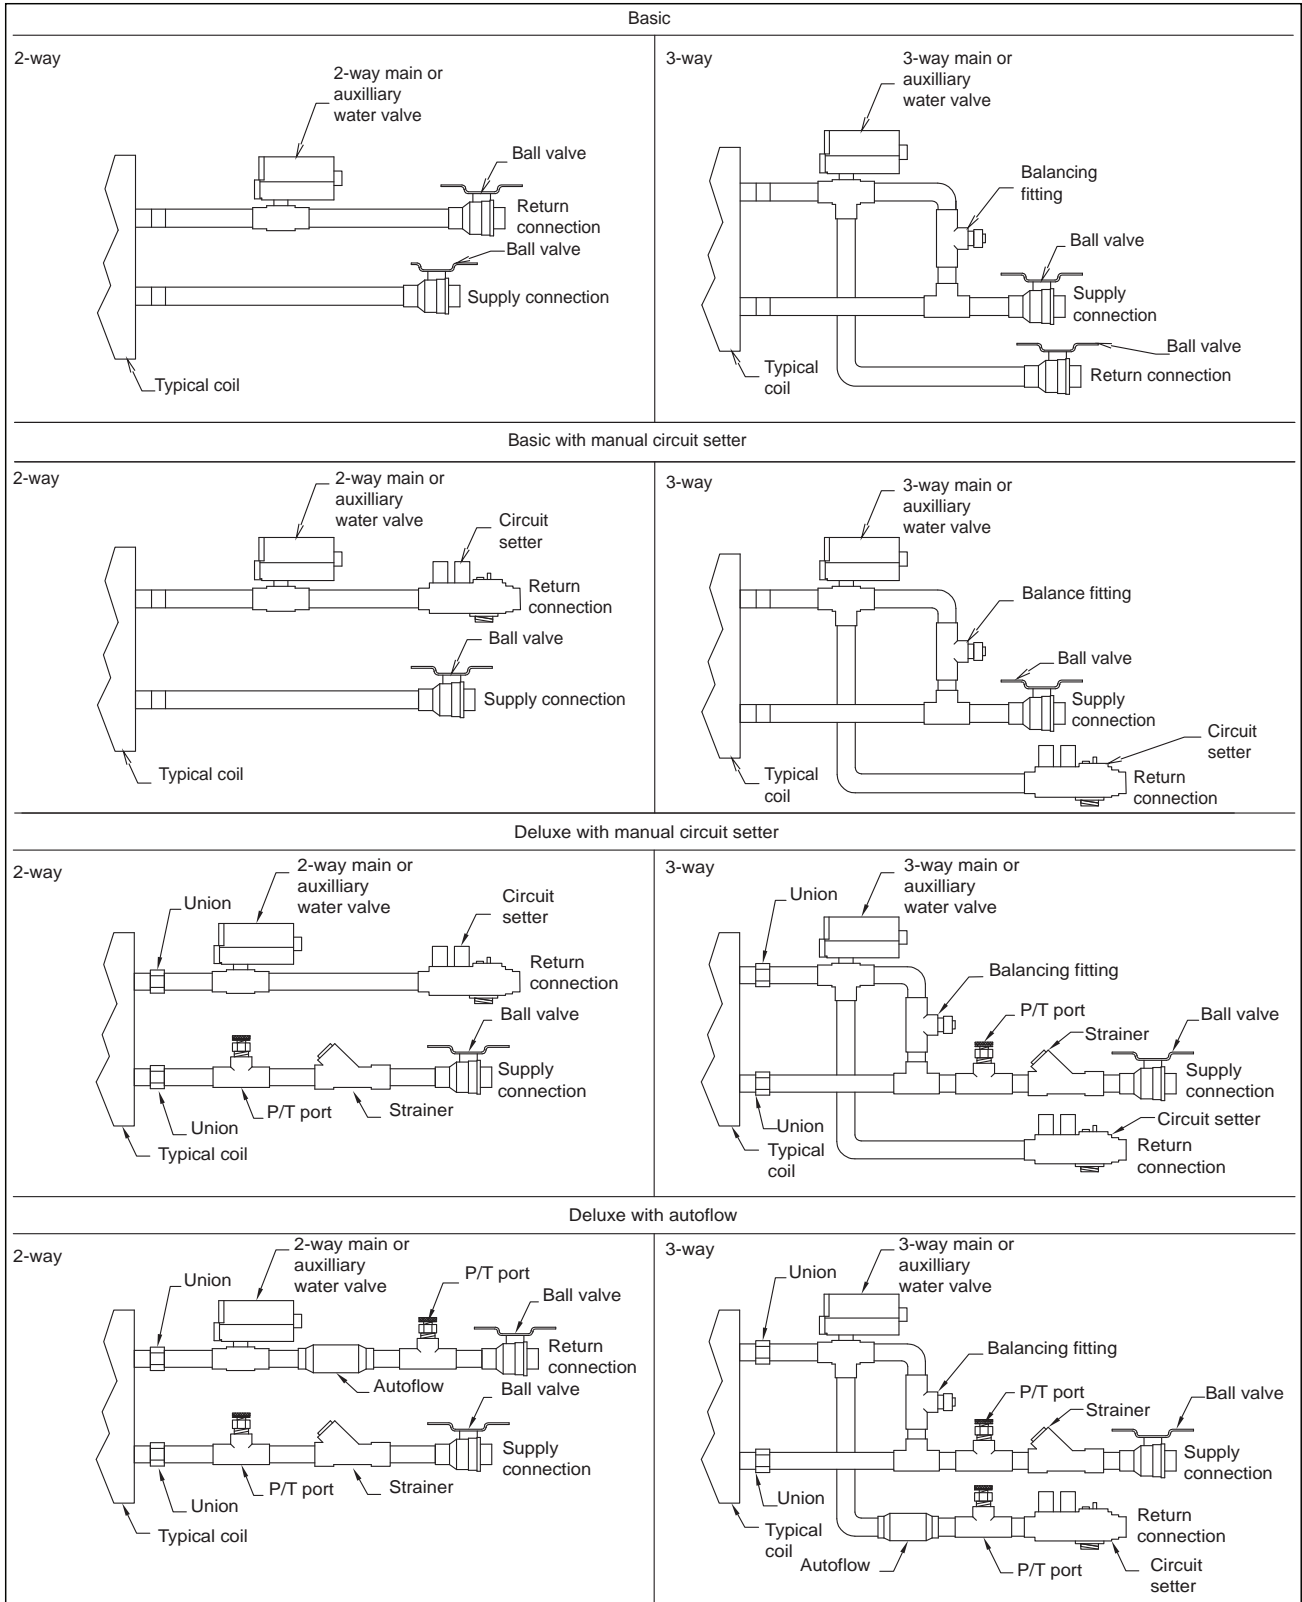 Basic
2-way
2-way main or
auxilliary
water valve
Ball valve
Return
connection
Ball valve
Supply connection
Typical coil
3-way
3-way main or
auxilliary
water valve
Balancing
fitting
Ball valve
Supply
connection
Ball valve
Typical
coil
Return connection
Basic with manual circuit setter
2-way
2-way main or
auxilliary
water valve
Circuit
setter
Return
connection
Ball valve
Supply connection
Typical coil
3-way
3-way main or
auxilliary
water valve
Balance fitting
Ball valve
Supply
connection
Circuit
setter
Typical
coil
Return
connection
Deluxe with manual circuit setter
2-way
2-way main or
auxilliary
water valve
Union
Circuit
setter
Return
connection
Ball valve
Supply
connection
P/T port
Strainer
Union
Typical coil
3-way
3-way main or
auxilliary
water valve
Union
Balancing fitting
P/T port
Ball valve
Strainer
Supply
connection
Union
Circuit setter
Typical
coil
Return
connection
Deluxe with autoflow
2-way
2-way main or
auxilliary
water valve
Union
P/T port
Ball valve
Return
connection
Autoflow
Ball valve
Supply
connection
P/T port
Strainer
Union
Typical coil
3-way
3-way main or
auxilliary
water valve
Union
Balancing fitting
P/T port
Ball valve
Strainer
Supply
connection
Union
Typical
coil
Return
connection
Autoflow
P/T port
Circuit
setter